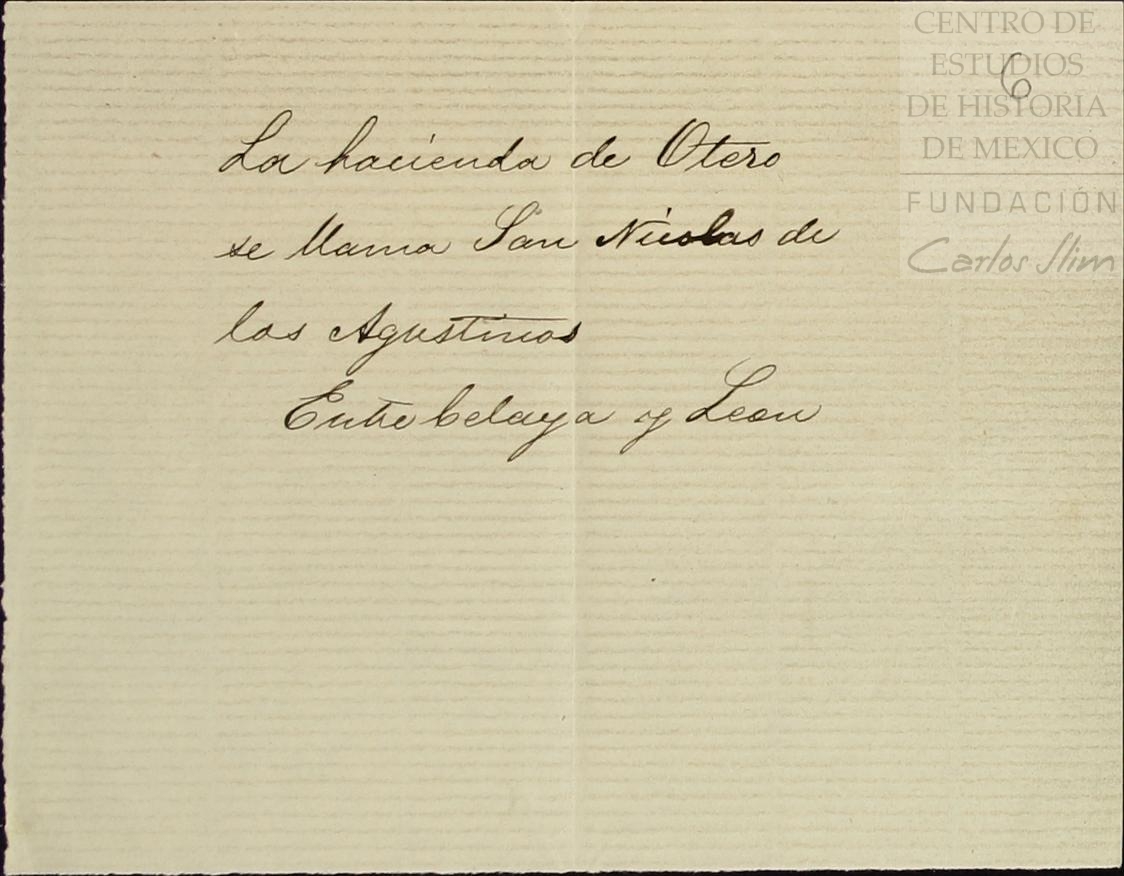 CENTRO DE
ESTUDIOS
DE HISTORIA
DE MEXICO
FUNDACIÓN
Carlos Slim
6
La hacienda de Otero
se llama San Nicolas de
los Agustinos
Entre Celaya y Leon